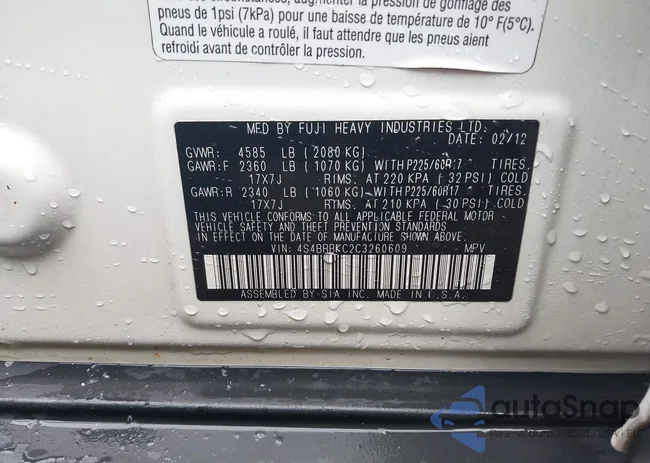 pneus de 1psi (7kPa) pour une baisse de température de 10° F(5°C).
Quand le véhicule a roulé, il faut attendre que les pneus aient
refroidi avant de contrôler la pression.
MFD BY FUJI HEAVY INDUSTRIES LTD.
DATE: 02/12
GVWR: 4585 LB (2080 KG)
GAWR:F 2360 LB (1070 KG) WITH P225/60R17 TIRES,
17X7J RIMS, AT 220 KPA (32 PSI) COLD
GAWR:R 2340 LB (1060 KG) WITH P225/60R17 TIRES,
17X7J RIMS, AT 210 KPA (30 PSI) COLD
THIS VEHICLE CONFORMS TO ALL APPLICABLE FEDERAL MOTOR
VEHICLE SAFETY AND THEFT PREVENTION STANDARDS
IN EFFECT ON THE DATE OF MANUFACTURE SHOWN ABOVE.
VIN: 4S4BRBKC2C3260609 MPV
ASSEMBLED BY SIA INC. MADE IN U.S.A.
autoSnap